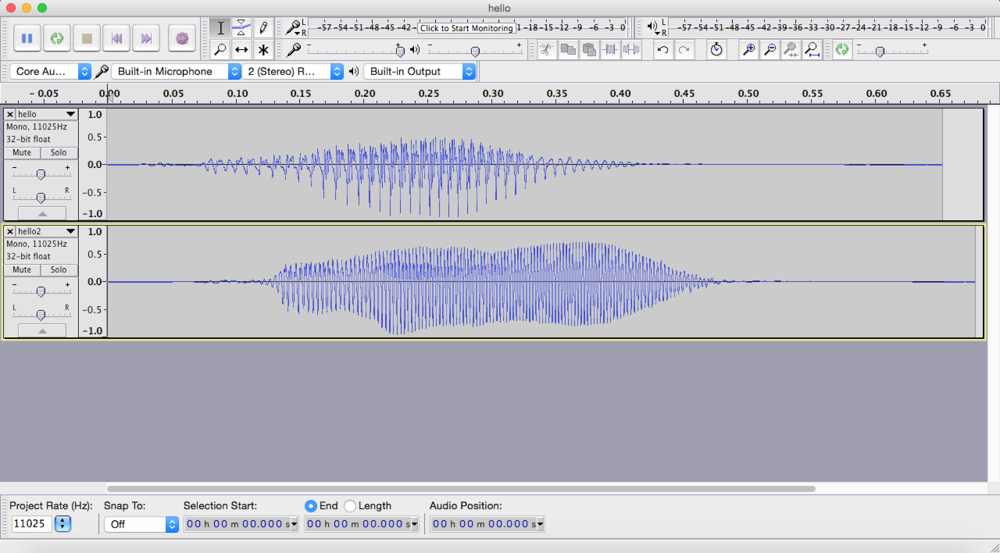 hello
L
R
-57 -54 -51 -48 -45 -42 - Click to Start Monitoring 1 -18 -15 -12 -9 -6 -3 0
L
R
-57 -54 -51 -48 -45 -42 -39 -36 -33 -30 -27 -24 -21 -18 -15 -12 -9 -6 -3 0
- + - + - +
Core Au... Built-in Microphone 2 (Stereo) R... Built-in Output
- 0.05 0.00 0.05 0.10 0.15 0.20 0.25 0.30 0.35 0.40 0.45 0.50 0.55 0.60 0.65
hello 1.0
Mono, 11025Hz
32-bit float 0.5
Mute Solo
- + 0.0
L R -0.5
-1.0
hello2 1.0
Mono, 11025Hz
32-bit float 0.5
Mute Solo
- + 0.0
L R -0.5
-1.0
Project Rate (Hz): Snap To: Selection Start: End Length Audio Position:
11025 Off 00 h 00 m 00.000 s 00 h 00 m 00.000 s 00 h 00 m 00.000 s